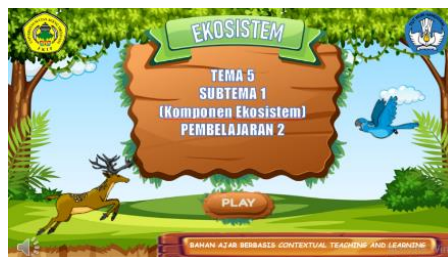 EKOSISTEM
TEMA 5
SUBTEMA 1
(Komponen Ekosistem)
PEMBELAJARAN 2
PLAY
BAHAN AJAR BERBASIS CONTEXTUAL TEACHING AND LEARNING